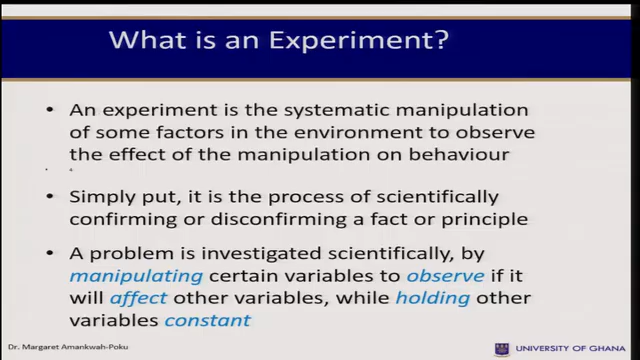 What is an Experiment?
• An experiment is the systematic manipulation
of some factors in the environment to observe
the effect of the manipulation on behaviour
• Simply put, it is the process of scientifically
confirming or disconfirming a fact or principle
• A problem is investigated scientifically, by
manipulating certain variables to observe if it
will affect other variables, while holding other
variables constant
Dr. Margaret Amankwah-Poku
UNIVERSITY OF GHANA